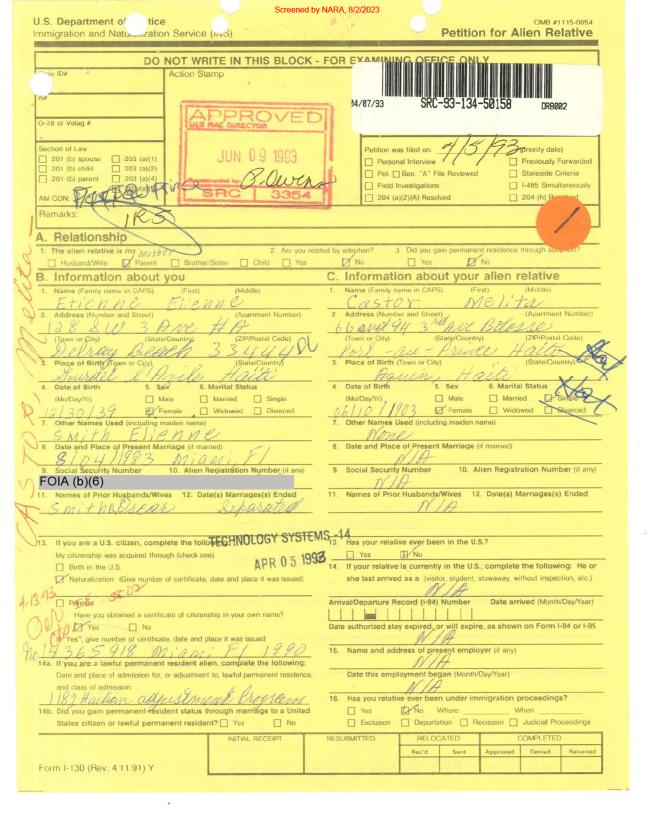 Screened by NARA, 8/2/2023
U.S. Department of Justice
Immigration and Naturalization Service (INS)
OMB #1115-0054
Petition for Alien Relative
DO NOT WRITE IN THIS BLOCK - FOR EXAMINING OFFICE ONLY
Case ID#
Action Stamp
04/07/93 SRC-93-134-50158 DRB002
A#
G-28 or Volag #
APPROVED
INS RAC DIRECTOR
JUN 09 1993
SRC 3354
Section of Law
201 (b) spouse 203 (a)(1)
201 (b) child 203 (a)(2)
201 (b) parent 203 (a)(4)
AM CON: Port Au Prince
Petition was filed on: 4/5/93 (priority date)
Personal Interview Previously Forwarded
Pet. Ben. "A" File Reviewed Stateside Criteria
Field Investigations I-485 Simultaneously
204 (a)(2)(A) Resolved 204 (h) Resolved
Remarks: IR5
1
A. Relationship
1. The alien relative is my Mother
Husband/Wife Parent Brother/Sister Child
2. Are you related by adoption?
Yes No
3. Did you gain permanent residence through adoption?
Yes No
B. Information about you
1. Name (Family name in CAPS) (First) (Middle)
Etienne Elienne
2. Address (Number and Street) (Apartment Number)
128 SW 3 Ave #A
(Town or City) (State/Country) (ZIP/Postal Code)
Delray Beach 33444
3. Place of Birth (Town or City) (State/Country)
Haiti
4. Date of Birth 5. Sex 6. Marital Status
(Mo/Day/Yr) Male Married Single
12/30/39 Female Widowed Divorced
7. Other Names Used (including maiden name)
Smith Elienne
8. Date and Place of Present Marriage (if married)
1983 Miami, Fl
9. Social Security Number 10. Alien Registration Number (if any)
FOIA (b)(6)
11. Names of Prior Husbands/Wives 12. Date(s) Marriages(s) Ended
Smith Oscar Separated
13. If you are a U.S. citizen, complete the following:
My citizenship was acquired through (check one)
Birth in the U.S.
Naturalization (Give number of certificate, date and place it was issued)
TECHNOLOGY SYSTEMS -14
APR 05 1993
Parents
Have you obtained a certificate of citizenship in your own name?
Yes No
If "Yes", give number of certificate, date and place it was issued
No 14365918 Miami Fl 1990
14a. If you are a lawful permanent resident alien, complete the following:
Date and place of admission for, or adjustment to, lawful permanent residence,
and class of admission:
Haitian adjustment Program
14b. Did you gain permanent resident status through marriage to a United
States citizen or lawful permanent resident? Yes No
CASTOR, Melita
4-13-93
C. Information about your alien relative
1. Name (Family name in CAPS) (First) (Middle)
Castor Melita
2. Address (Number and Street) (Apartment Number)
3rd Ave
(Town or City) (State/Country) (ZIP/Postal Code)
Port-au-Prince Haiti
3. Place of Birth (Town or City) (State/Country)
Aquin, Haiti
4. Date of Birth 5. Sex 6. Marital Status
(Mo/Day/Yr) Male Married Single
06/10/1903 Female Widowed Divorced
7. Other Names Used (including maiden name)
None
8. Date and Place of Present Marriage (if married)
N/A
9. Social Security Number 10. Alien Registration Number (if any)
N/A
11. Names of Prior Husbands/Wives 12. Date(s) Marriages(s) Ended
N/A
13. Has your relative ever been in the U.S.?
Yes No
14. If your relative is currently in the U.S., complete the following: He or
she last arrived as a (visitor, student, stowaway, without inspection, etc.)
N/A
Arrival/Departure Record (I-94) Number Date arrived (Month/Day/Year)
Date authorized stay expired, or will expire, as shown on Form I-94 or I-95
N/A
15. Name and address of present employer (if any)
N/A
Date this employment began (Month/Day/Year)
N/A
16. Has your relative ever been under immigration proceedings?
Yes No Where When
Exclusion Deportation Recission Judicial Proceedings
INITIAL RECEIPT RESUBMITTED RELOCATED COMPLETED
Rec'd Sent Approved Denied Returned
Form I-130 (Rev. 4 11.91) Y